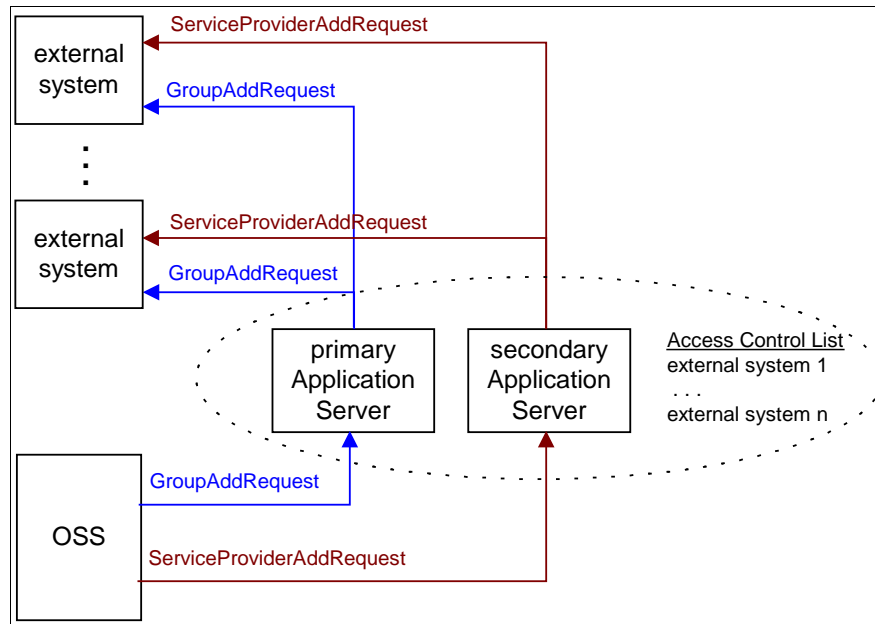 ServiceProviderAddRequest
external
system
GroupAddRequest
ServiceProviderAddRequest
external
system
GroupAddRequest
primary
Application
Server
secondary
Application
Server
Access Control List
external system 1
. . .
external system n
GroupAddRequest
OSS
ServiceProviderAddRequest